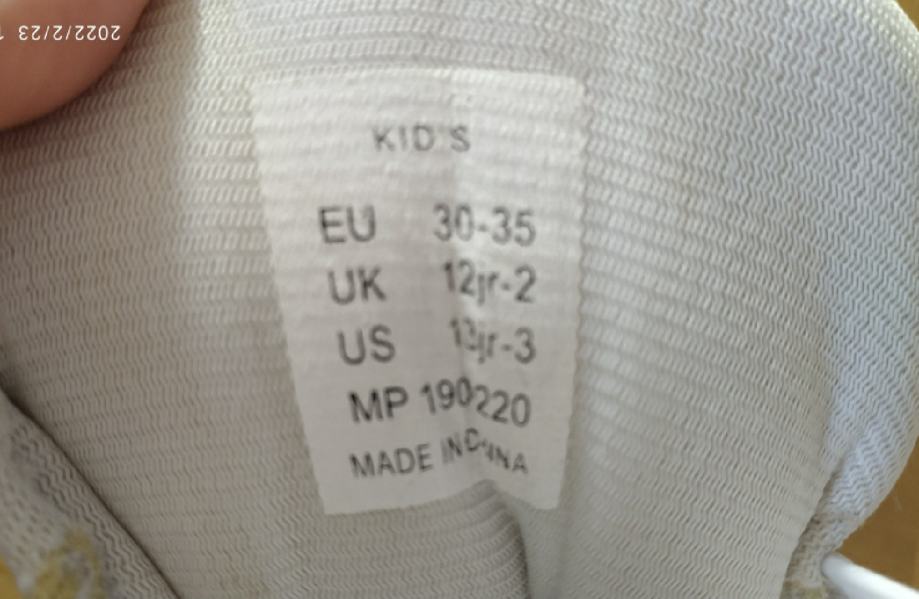 2022/2/23
KID'S
EU 30-35
UK 12jr-2
US 13jr-3
MP 190220
MADE IN CHINA